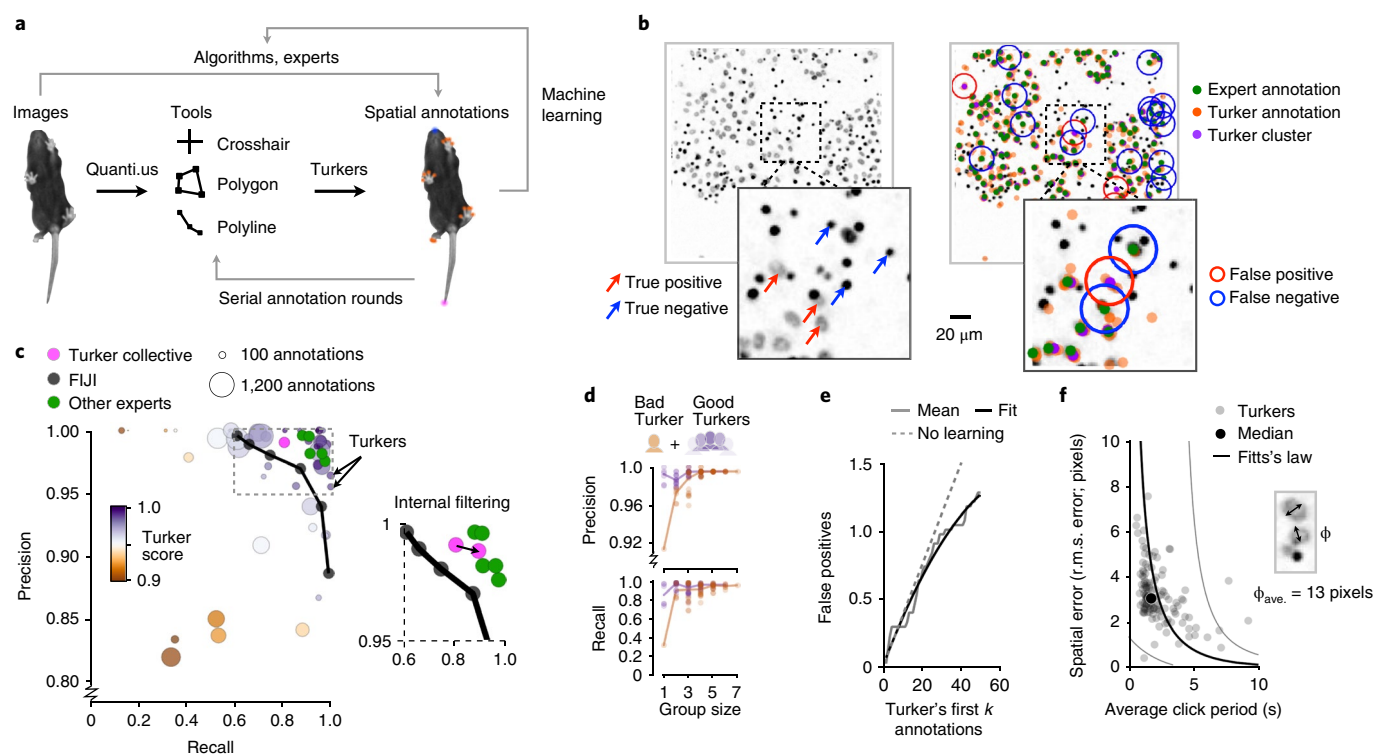 a
Algorithms, experts
Images
Tools
Spatial annotations
Machine
learning
Crosshair
Quanti.us
Turkers
Polygon
Polyline
Serial annotation rounds
b
Expert annotation
Turker annotation
Turker cluster
True positive
True negative
False positive
False negative
20 μm
c
Turker collective
100 annotations
FIJI
1,200 annotations
Other experts
1.00
0.95
0.90
0.85
0.80
Precision
Turkers
1.0
Turker
score
0.9
Internal filtering
1
0.95
0.6 0.8 1.0
0 0.2 0.4 0.6 0.8 1.0
Recall
d
Bad
Turker
Good
Turkers
+
1.0
0.96
0.92
Precision
1.0
0.8
0.6
0.4
0.2
0
Recall
1 3 5 7
Group size
e
Mean Fit
No learning
1.5
1.0
0.5
0
False positives
0 20 40 60
Turker's first k
annotations
f
Turkers
Median
Fitts's law
10
8
6
4
2
0
Spatial error (r.m.s. error; pixels)
ϕ
ϕave. = 13 pixels
0 5 10
Average click period (s)